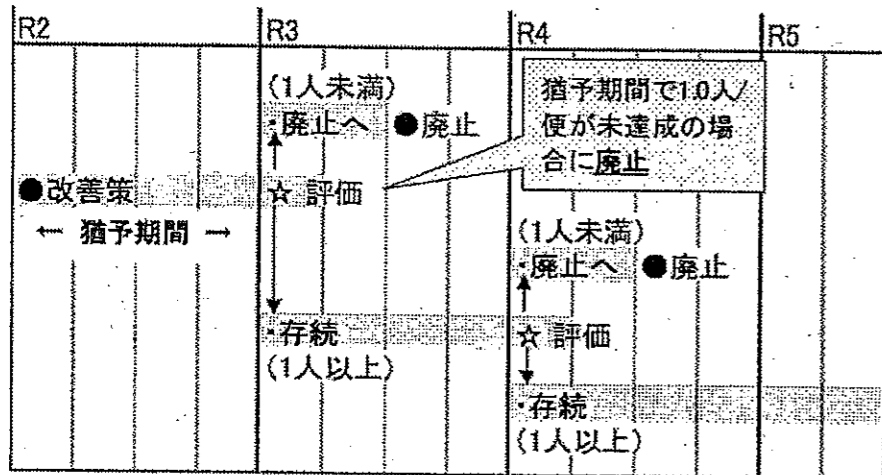 R2
R3
R4
R5
(1人未満)
・廃止へ ●廃止
猶予期間で1.0人/
便が未達成の場
合に廃止
●改善策
☆ 評価
← 猶予期間 →
(1人未満)
・廃止へ ●廃止
・存続
(1人以上)
☆ 評価
・存続
(1人以上)